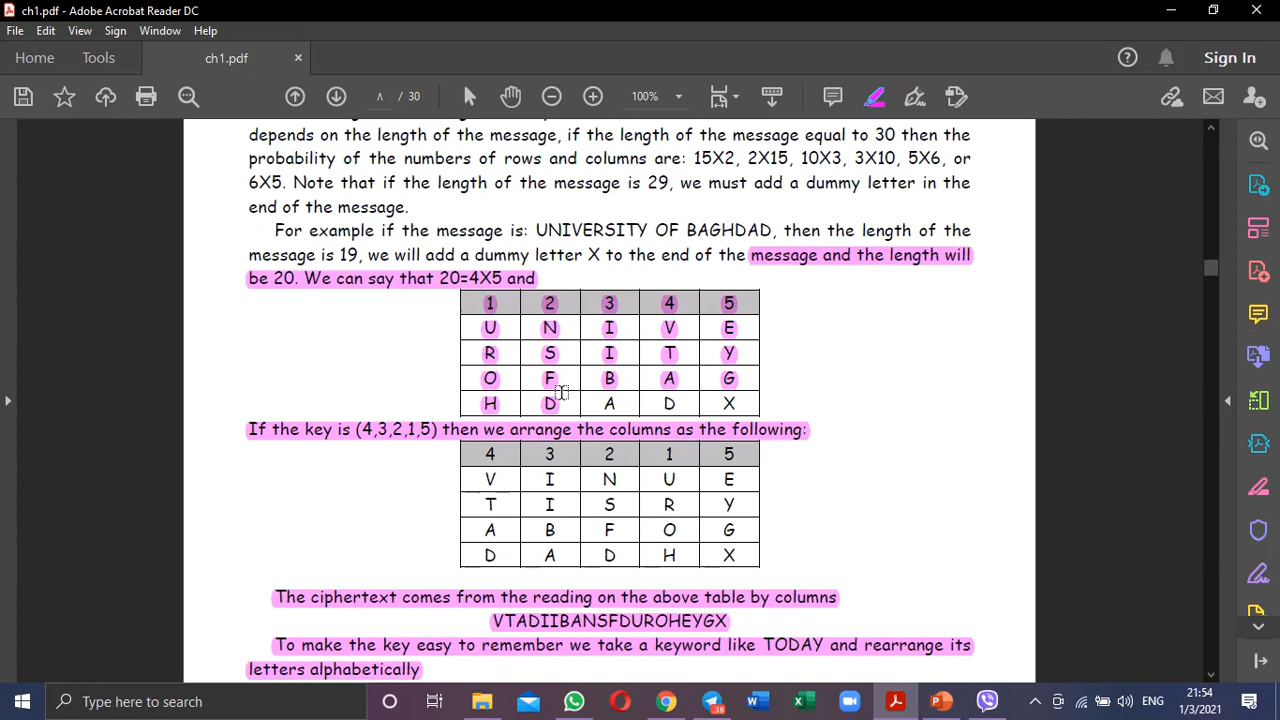 ch1.pdf - Adobe Acrobat Reader DC
File Edit View Sign Window Help
Home Tools ch1.pdf × Sign In
/ 30 100%
depends on the length of the message, if the length of the message equal to 30 then the
probability of the numbers of rows and columns are: 15X2, 2X15, 10X3, 3X10, 5X6, or
6X5. Note that if the length of the message is 29, we must add a dummy letter in the
end of the message.
For example if the message is: UNIVERSITY OF BAGHDAD, then the length of the
message is 19, we will add a dummy letter X to the end of the message and the length will
be 20. We can say that 20=4X5 and
1 2 3 4 5
U N I V E
R S I T Y
O F B A G
H D A D X
If the key is (4,3,2,1,5) then we arrange the columns as the following:
4 3 2 1 5
V I N U E
T I S R Y
A B F O G
D A D H X
The ciphertext comes from the reading on the above table by columns
VTADIIBANSFDUROHEYGX
To make the key easy to remember we take a keyword like TODAY and rearrange its
letters alphabetically
Type here to search
38
ENG
21:54
1/3/2021